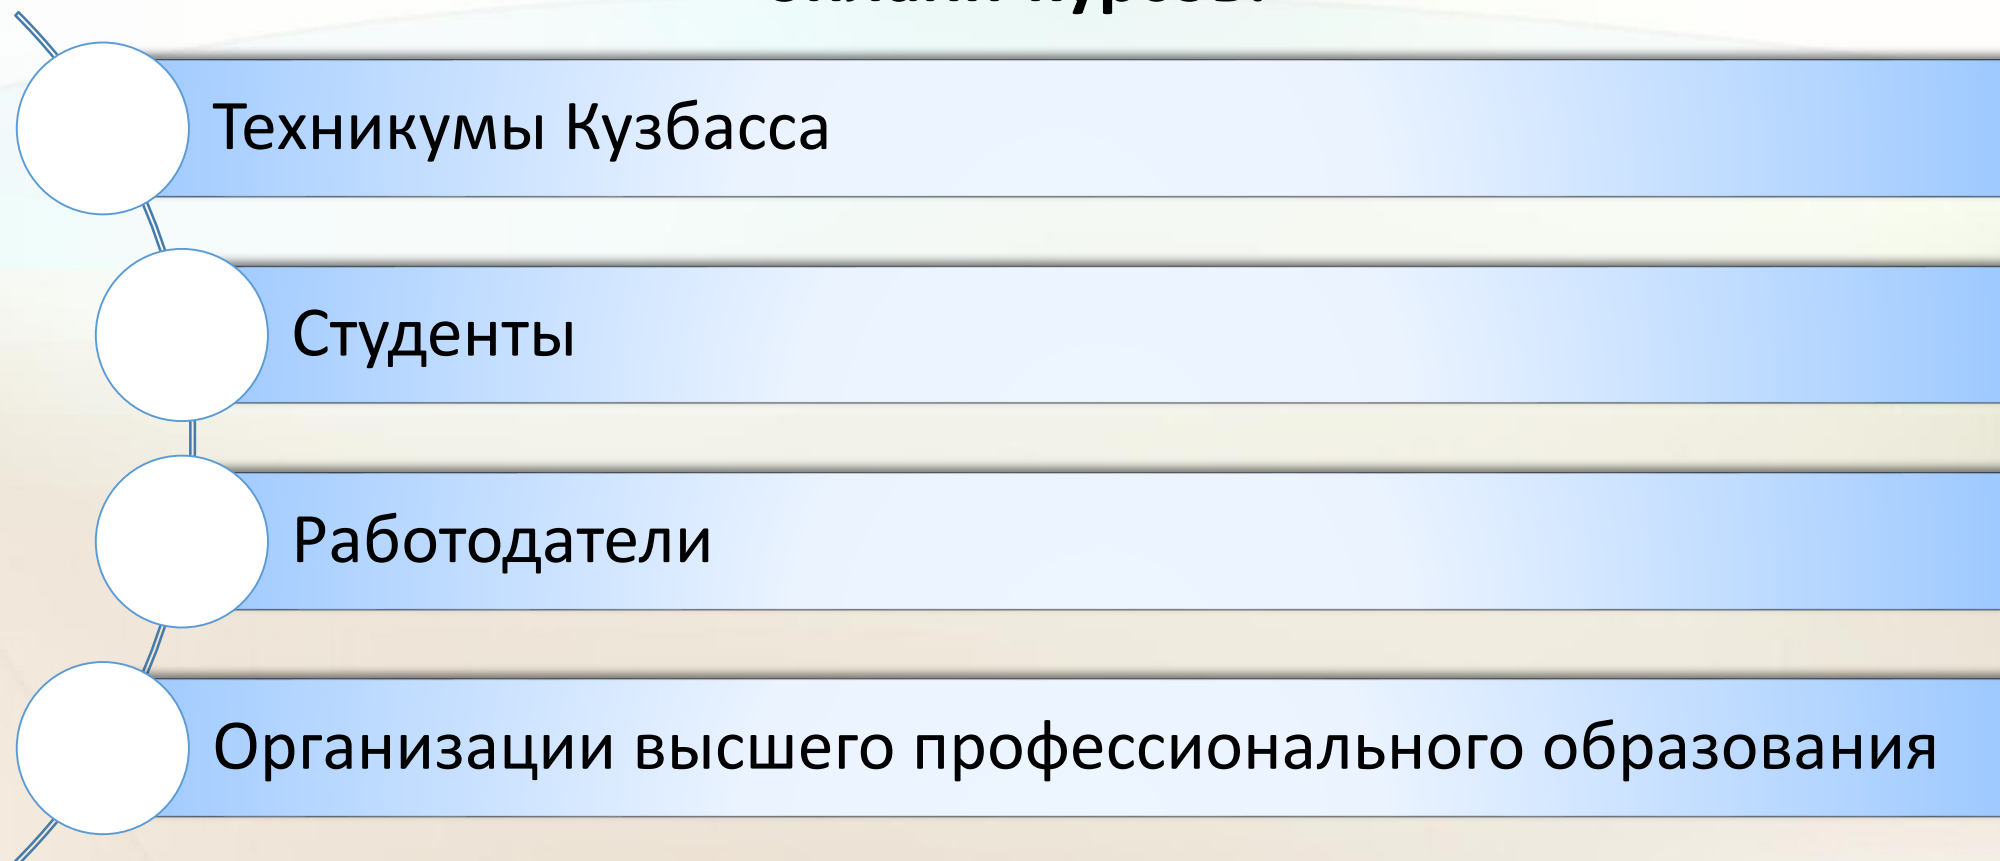 Техникумы Кузбасса
Студенты
Работодатели
Организации высшего профессионального образования